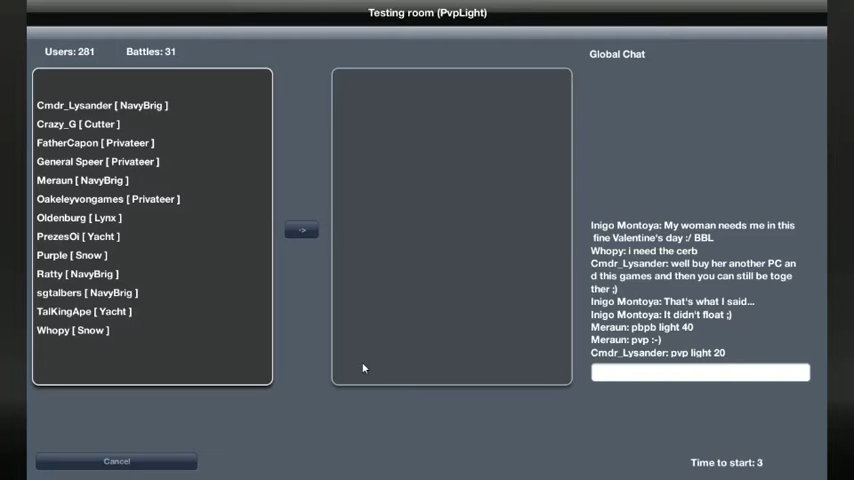 Testing room (PvpLight)
Users: 281 Battles: 31
Global Chat
Cmdr_Lysander [ NavyBrig ]
Crazy_G [ Cutter ]
FatherCapon [ Privateer ]
General Speer [ Privateer ]
Meraun [ NavyBrig ]
Oakeleyvongames [ Privateer ]
Oldenburg [ Lynx ]
PrezesOi [ Yacht ]
Purple [ Snow ]
Ratty [ NavyBrig ]
sgtalbers [ NavyBrig ]
TalKingApe [ Yacht ]
Whopy [ Snow ]
->
Inigo Montoya: My woman needs me in this
fine Valentine's day :/ BBL
Whopy: i need the cerb
Cmdr_Lysander: well buy her another PC an
d this games and then you can still be toge
ther ;)
Inigo Montoya: That's what I said...
Inigo Montoya: It didn't float ;)
Meraun: pbpb light 40
Meraun: pvp :-)
Cmdr_Lysander: pvp light 20
Cancel
Time to start: 3